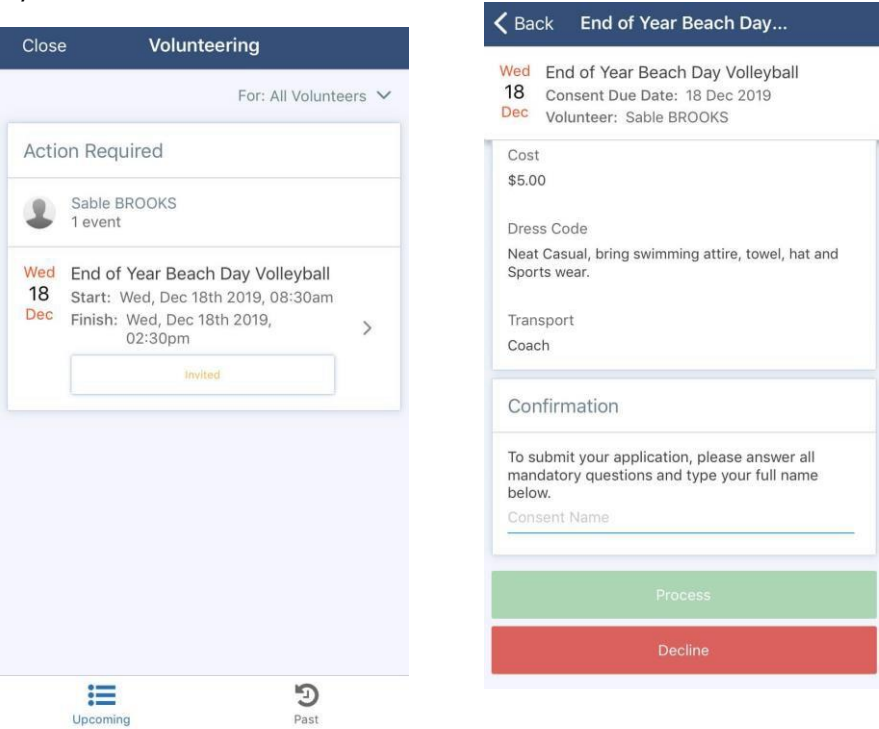 Close Volunteering
For: All Volunteers
Action Required
Sable BROOKS
1 event
Wed
18
Dec
End of Year Beach Day Volleyball
Start: Wed, Dec 18th 2019, 08:30am
Finish: Wed, Dec 18th 2019,
02:30pm
Invited
Upcoming
Past
Back End of Year Beach Day...
Wed
18
Dec
End of Year Beach Day Volleyball
Consent Due Date: 18 Dec 2019
Volunteer: Sable BROOKS
Cost
$5.00
Dress Code
Neat Casual, bring swimming attire, towel, hat and
Sports wear.
Transport
Coach
Confirmation
To submit your application, please answer all
mandatory questions and type your full name
below.
Consent Name
Process
Decline